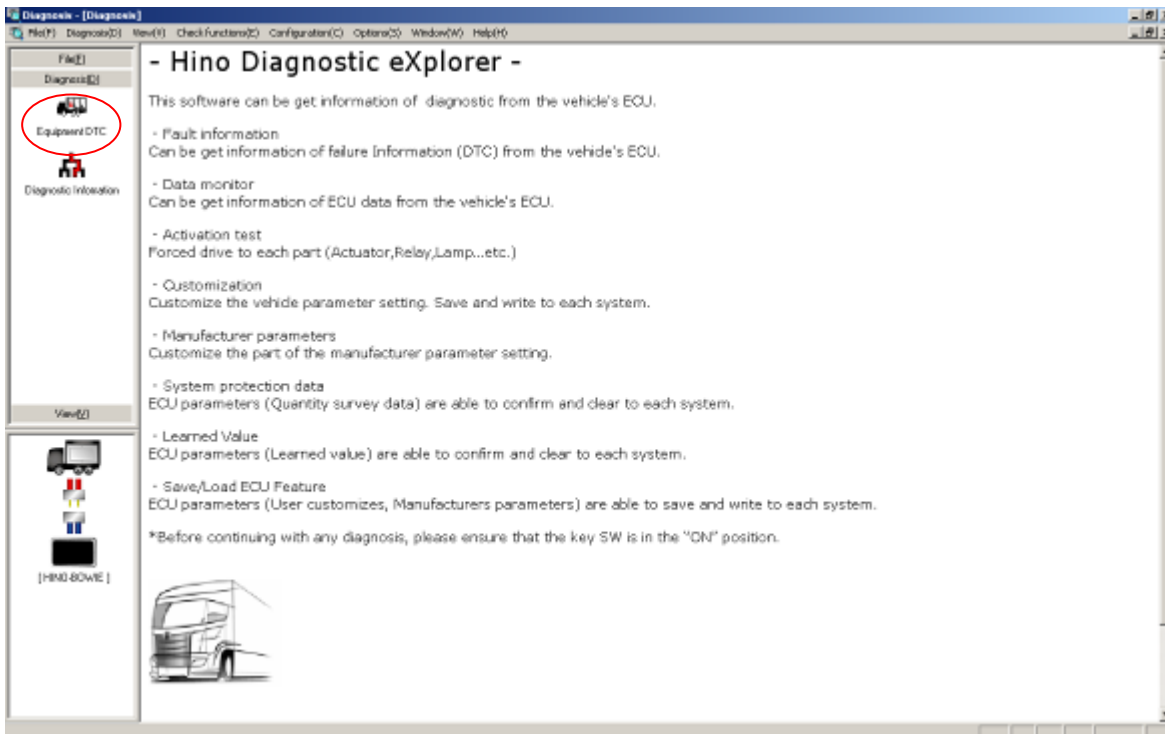 Diagnosis - [Diagnosis]
File(F) Diagnosis(D) View(V) Check functions(E) Configuration(C) Options(S) Window(W) Help(H)
File[F]
Diagnosis[D]
Equipment DTC
Diagnostic Infomation
View[V]
[HINO-BOWIE ]
- Hino Diagnostic eXplorer -
This software can be get information of diagnostic from the vehicle's ECU.
- Fault information
Can be get information of failure Information (DTC) from the vehicle's ECU.
- Data monitor
Can be get information of ECU data from the vehicle's ECU.
- Activation test
Forced drive to each part (Actuator,Relay,Lamp...etc.)
- Customization
Customize the vehicle parameter setting. Save and write to each system.
- Manufacturer parameters
Customize the part of the manufacturer parameter setting.
- System protection data
ECU parameters (Quantity survey data) are able to confirm and clear to each system.
- Learned Value
ECU parameters (Learned value) are able to confirm and clear to each system.
- Save/Load ECU Feature
ECU parameters (User customizes, Manufacturers parameters) are able to save and write to each system.
*Before continuing with any diagnosis, please ensure that the key SW is in the "ON" position.